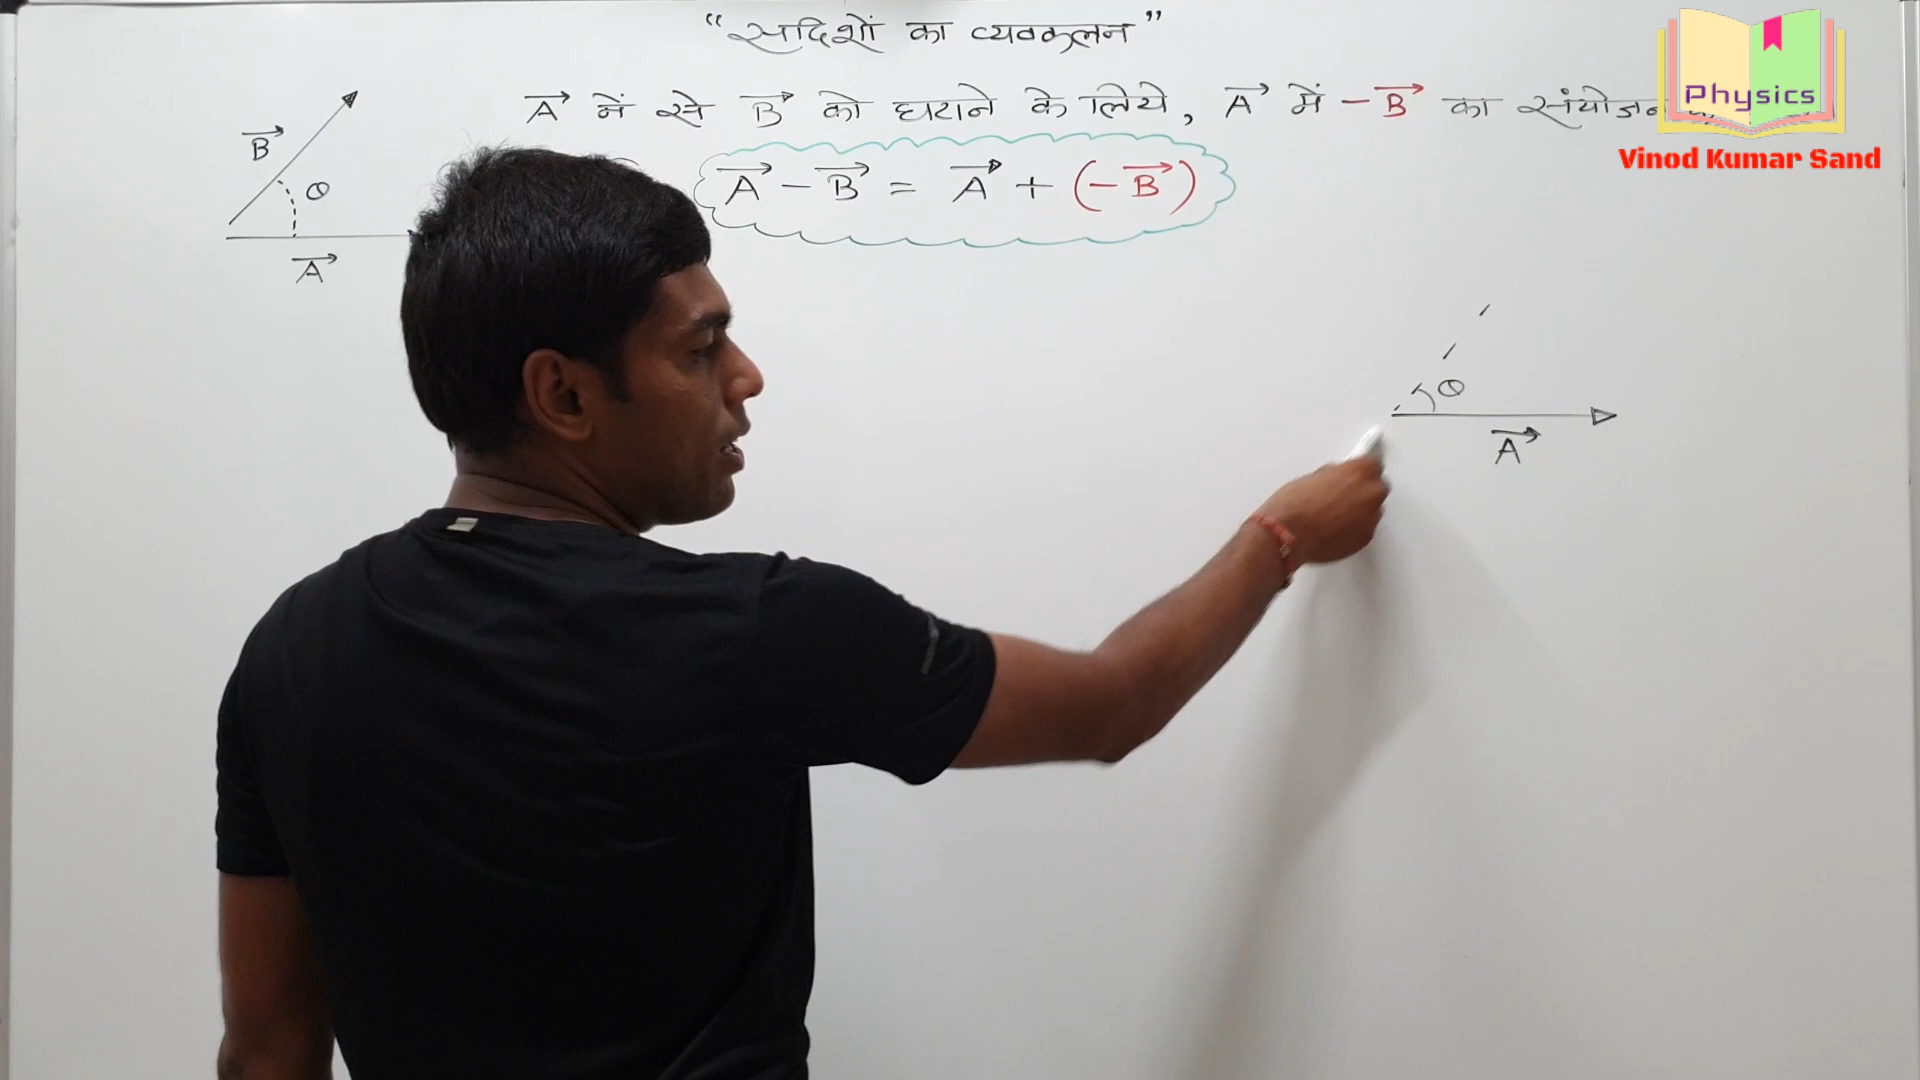 “सदिशों का व्यवकलन”
A⃗ में से B⃗ को घटाने के लिये, A⃗ में -B⃗ का संयोजन
A⃗ - B⃗ = A⃗ + (-B⃗)
B⃗
θ
A⃗
θ
A⃗
Physics
Vinod Kumar Sand